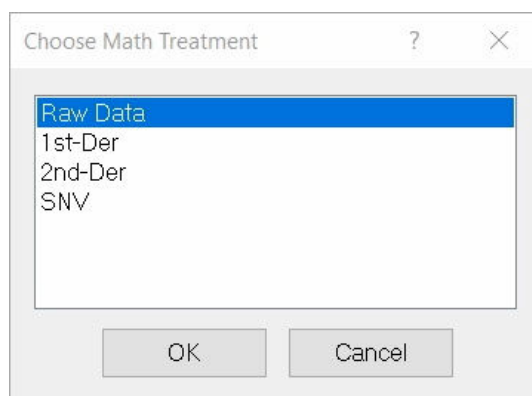 Choose Math Treatment ?
Raw Data
1st-Der
2nd-Der
SNV
OK Cancel